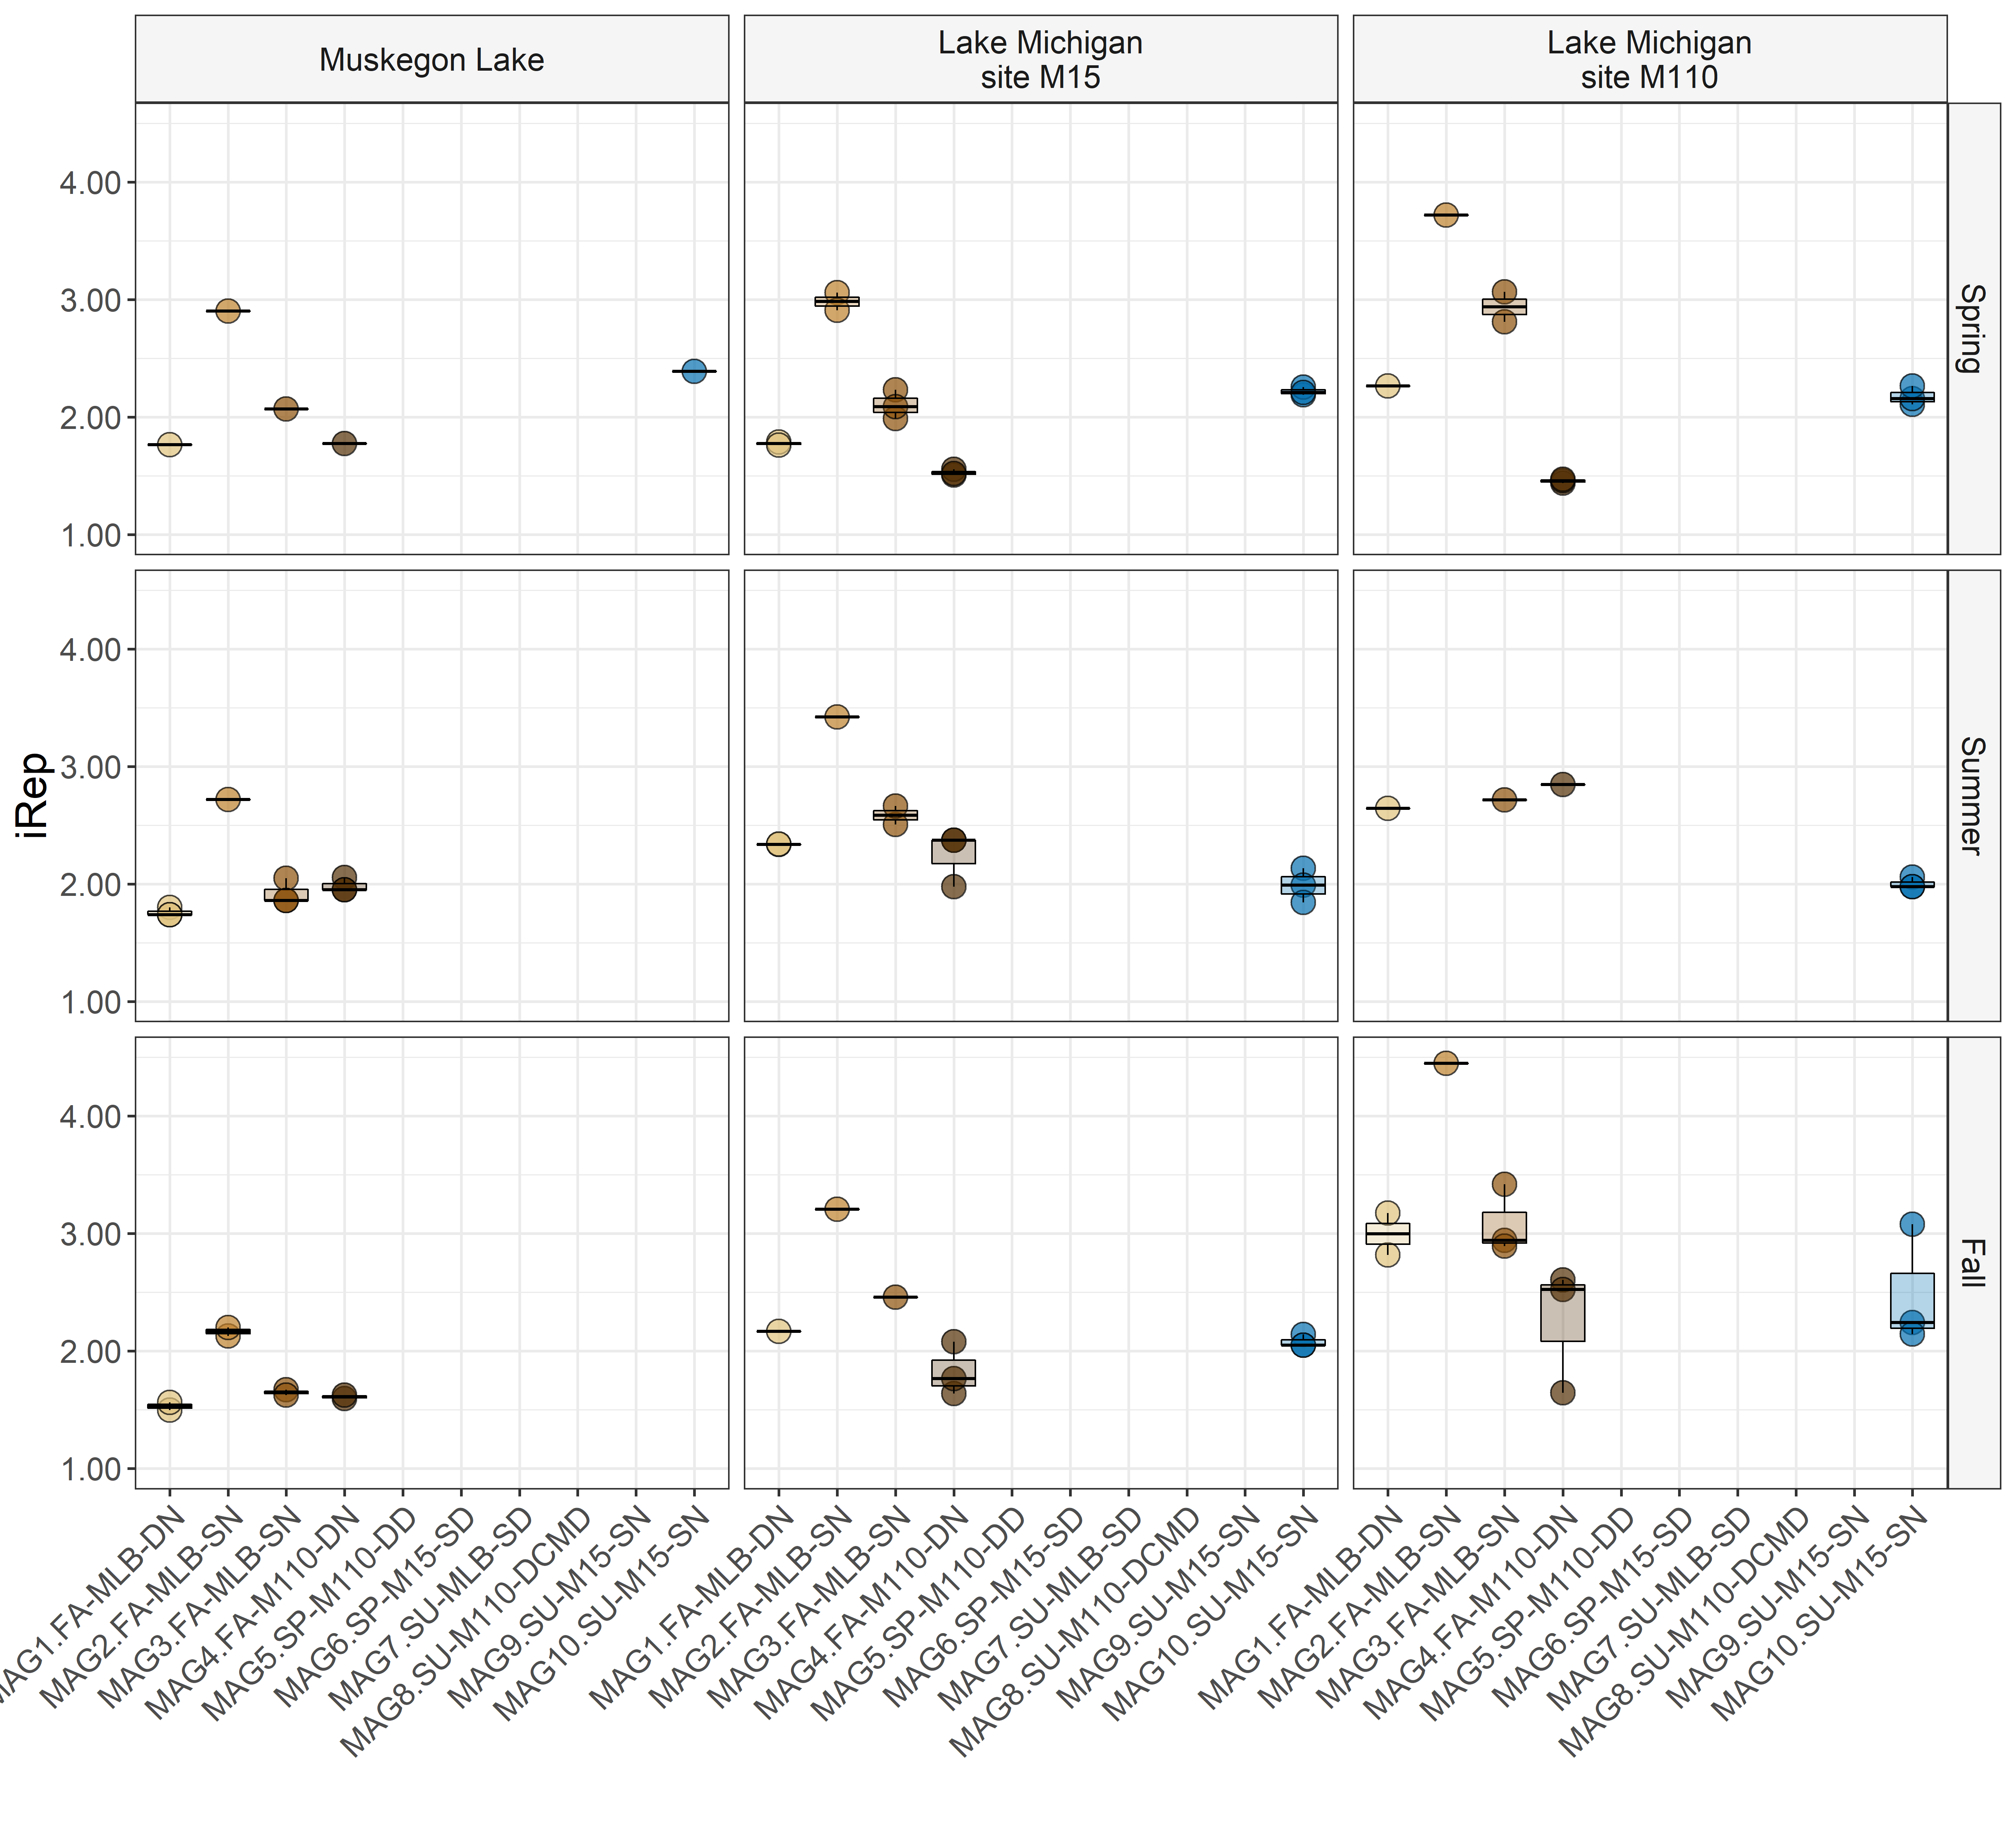 Muskegon Lake
Lake Michigan
site M15
Lake Michigan
site M110
4.00
3.00
2.00
1.00
Spring
4.00
3.00
2.00
1.00
Summer
iRep
4.00
3.00
2.00
1.00
Fall
MAG1.FA-MLB-DN
MAG2.FA-MLB-SN
MAG3.FA-MLB-SN
MAG4.FA-M110-DN
MAG5.SP-M110-DD
MAG6.SP-M15-SD
MAG7.SU-MLB-SD
MAG8.SU-M110-DCMD
MAG9.SU-M15-SN
MAG10.SU-M15-SN
MAG1.FA-MLB-DN
MAG2.FA-MLB-SN
MAG3.FA-MLB-SN
MAG4.FA-M110-DN
MAG5.SP-M110-DD
MAG6.SP-M15-SD
MAG7.SU-MLB-SD
MAG8.SU-M110-DCMD
MAG9.SU-M15-SN
MAG10.SU-M15-SN
MAG1.FA-MLB-DN
MAG2.FA-MLB-SN
MAG3.FA-MLB-SN
MAG4.FA-M110-DN
MAG5.SP-M110-DD
MAG6.SP-M15-SD
MAG7.SU-MLB-SD
MAG8.SU-M110-DCMD
MAG9.SU-M15-SN
MAG10.SU-M15-SN